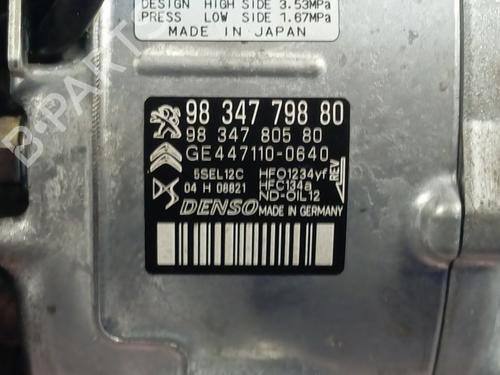 DESIGN HIGH SIDE 3.53MPa
PRESS LOW SIDE 1.67MPa
MADE IN JAPAN
98 347 798 80
98 347 805 80
GE447110-0640
5SEL12C HFO1234yf
04 H 08821 HFC134a
ND-OIL12
REV
DENSO MADE IN GERMANY
B-PARTS